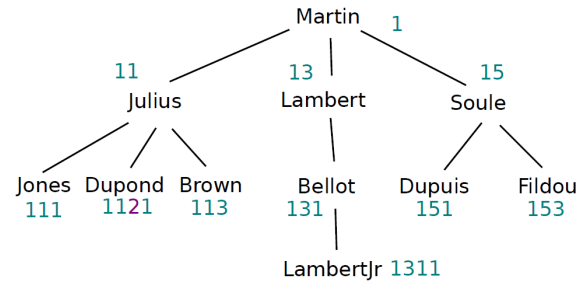 Martin 1
11 13 15
Julius Lambert Soule
Jones Dupond Brown Bellot Dupuis Fildou
111 1121 113 131 151 153
LambertJr 1311